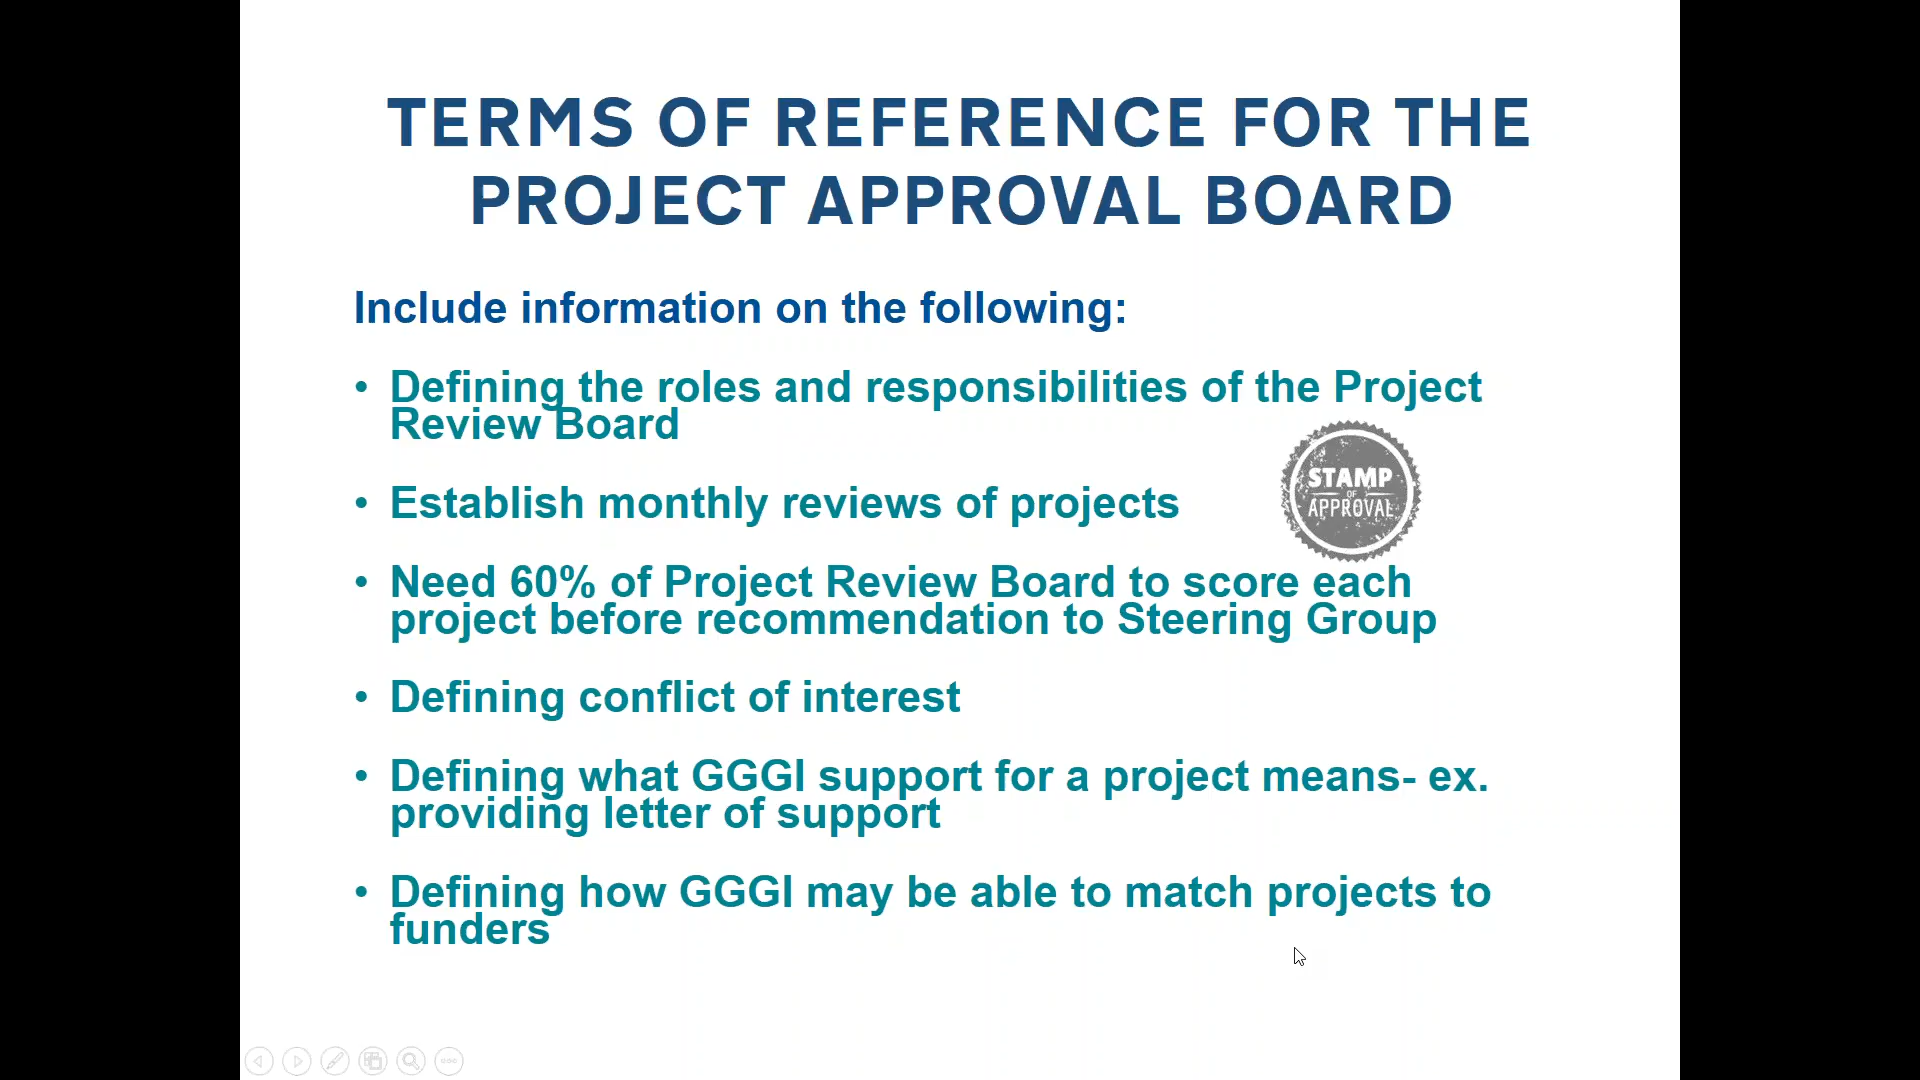 TERMS OF REFERENCE FOR THE
PROJECT APPROVAL BOARD
Include information on the following:
• Defining the roles and responsibilities of the Project
Review Board
• Establish monthly reviews of projects
STAMP
OF
APPROVAL
• Need 60% of Project Review Board to score each
project before recommendation to Steering Group
• Defining conflict of interest
• Defining what GGGI support for a project means- ex.
providing letter of support
• Defining how GGGI may be able to match projects to
funders